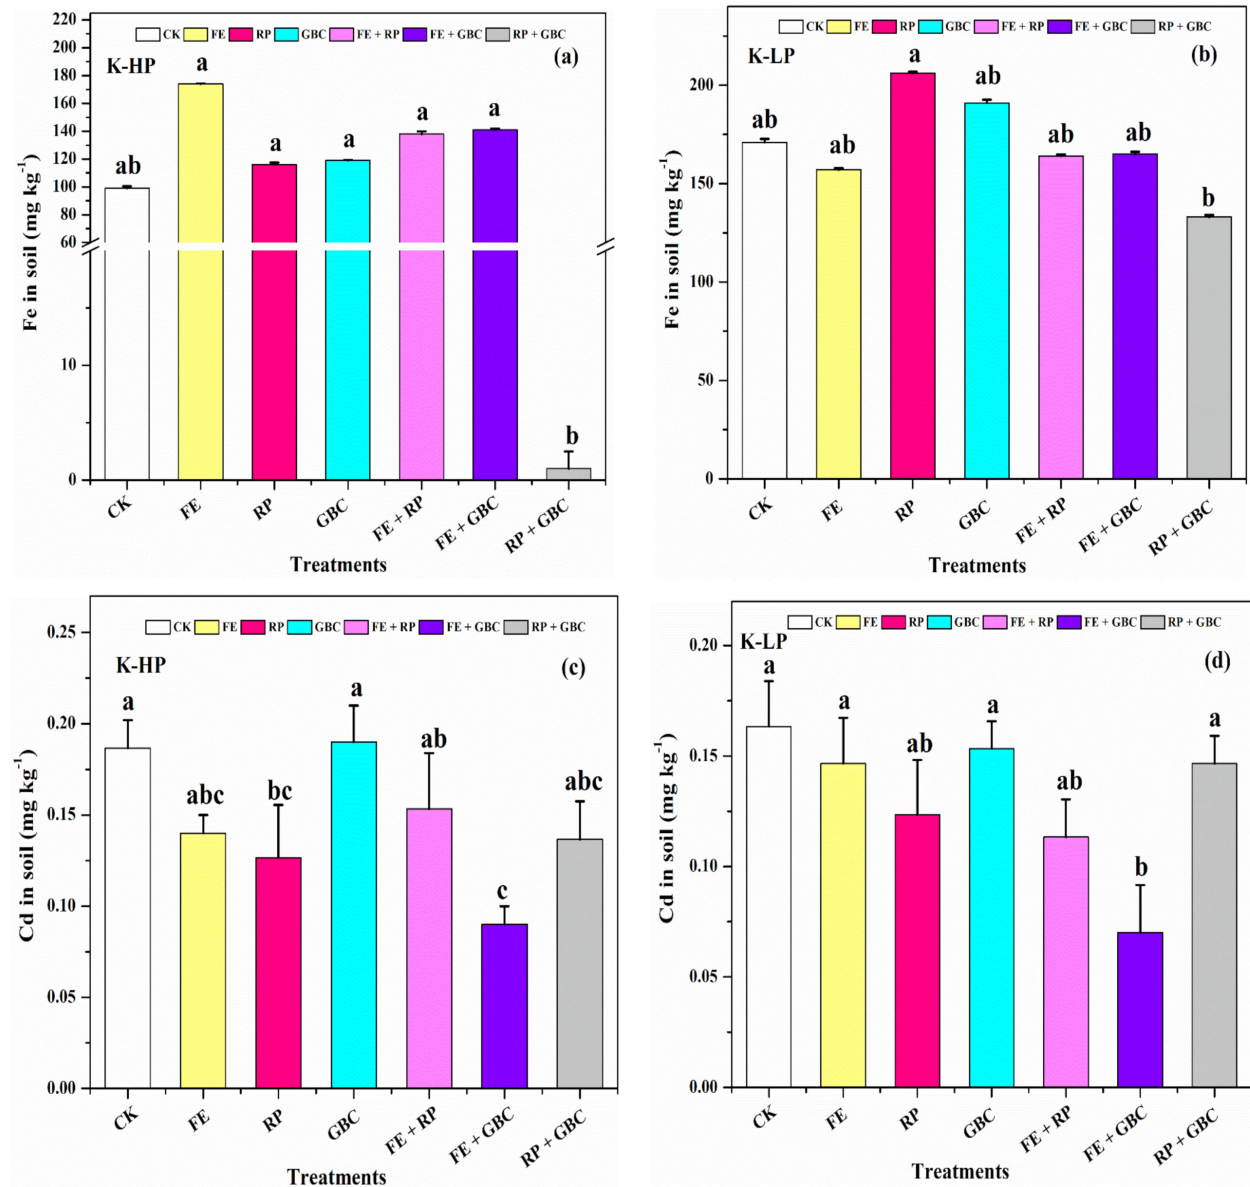 CK FE RP GBC FE + RP FE + GBC RP + GBC
K-HP
(a)
Fe in soil (mg kg⁻¹)
220
200
180
160
140
120
100
80
60
10
0
ab
a
a
a
a
a
b
CK
FE
RP
GBC
FE + RP
FE + GBC
RP + GBC
Treatments
CK FE RP GBC FE + RP FE + GBC RP + GBC
K-LP
(b)
Fe in soil (mg kg⁻¹)
200
150
100
50
0
ab
ab
a
ab
ab
ab
b
CK
FE
RP
GBC
FE + RP
FE + GBC
RP + GBC
Treatments
CK FE RP GBC FE + RP FE + GBC RP + GBC
K-HP
(c)
Cd in soil (mg kg⁻¹)
0.25
0.20
0.15
0.10
0.05
0.00
a
abc
bc
a
ab
c
abc
CK
FE
RP
GBC
FE + RP
FE + GBC
RP + GBC
Treatments
CK FE RP GBC FE + RP FE + GBC RP + GBC
K-LP
(d)
Cd in soil (mg kg⁻¹)
0.20
0.15
0.10
0.05
0.00
a
a
ab
a
ab
b
a
CK
FE
RP
GBC
FE + RP
FE + GBC
RP + GBC
Treatments